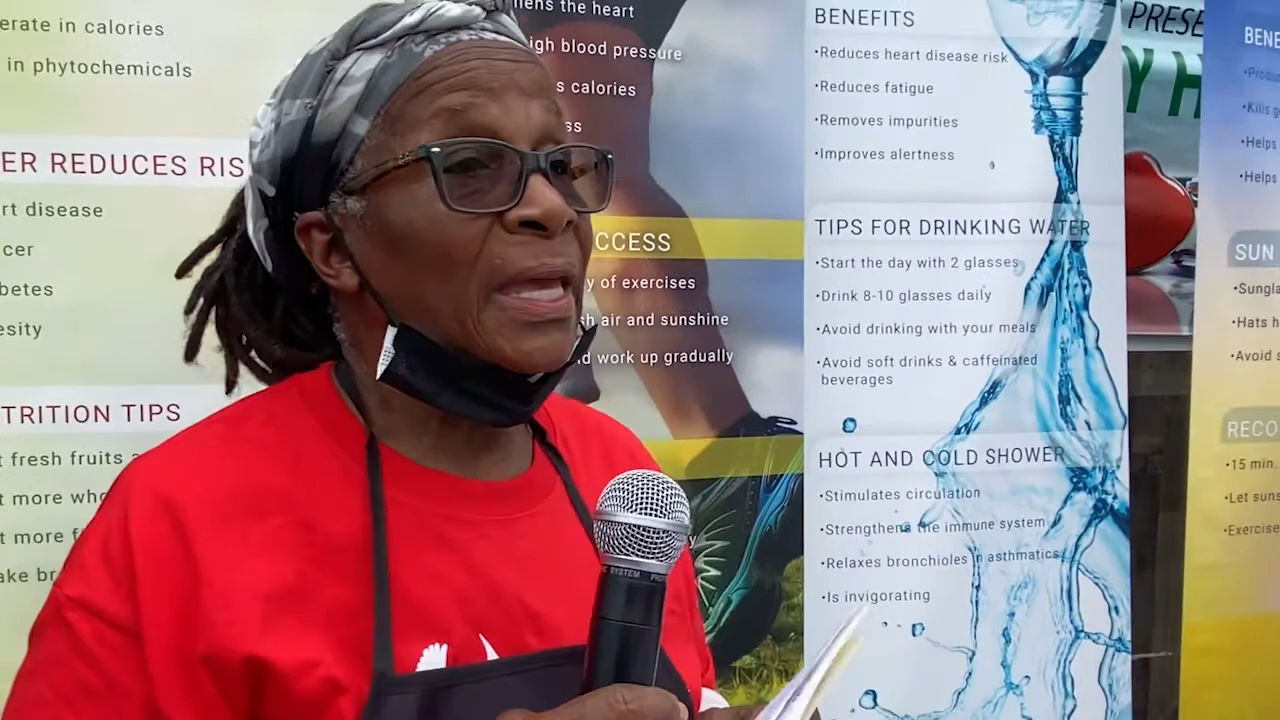 erate in calories
in phytochemicals
ER REDUCES RIS
rt disease
cer
betes
esity
TRITION TIPS
t fresh fruits
t more who
t more f
ake br
hens the heart
igh blood pressure
s calories
ss
CCESS
y of exercises
sh air and sunshine
d work up gradually
BENEFITS
•Reduces heart disease risk
•Reduces fatigue
•Removes impurities
•Improves alertness
TIPS FOR DRINKING WATER
•Start the day with 2 glasses
•Drink 8-10 glasses daily
•Avoid drinking with your meals
•Avoid soft drinks & caffeinated
beverages
HOT AND COLD SHOWER
•Stimulates circulation
•Strengthens the immune system
•Relaxes bronchioles in asthmatics
•Is invigorating
PRESE
Y H
BENE
•Kills g
•Helps
•Helps
SUN
•Sungla
•Hats h
•Avoid s
RECO
•15 min.
•Let suns
•Exercise
SYSTEM